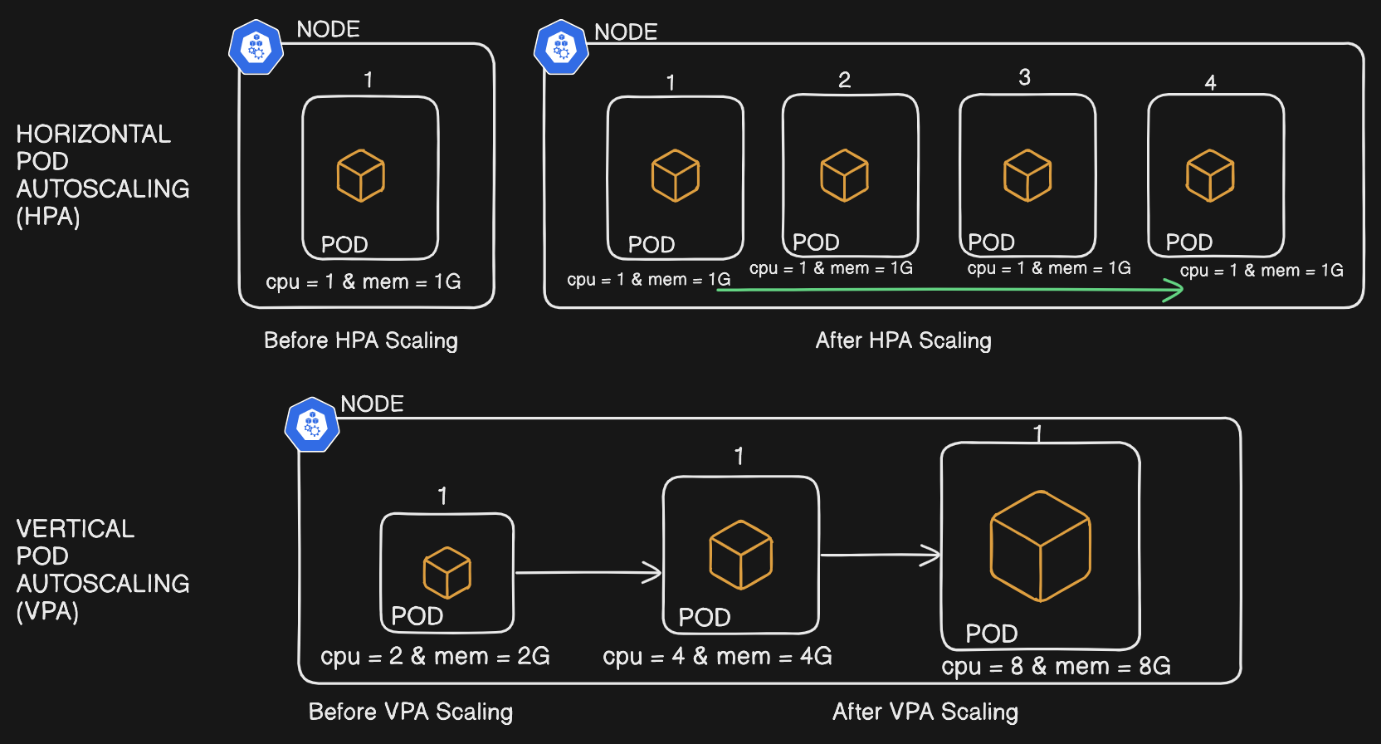 NODE
NODE
HORIZONTAL
POD
AUTOSCALING
(HPA)
1
POD
cpu = 1 & mem = 1G
1
POD
cpu = 1 & mem = 1G
2
POD
cpu = 1 & mem = 1G
3
POD
cpu = 1 & mem = 1G
4
POD
cpu = 1 & mem = 1G
Before HPA Scaling
After HPA Scaling
NODE
VERTICAL
POD
AUTOSCALING
(VPA)
1
POD
cpu = 2 & mem = 2G
1
POD
cpu = 4 & mem = 4G
1
POD
cpu = 8 & mem = 8G
Before VPA Scaling
After VPA Scaling